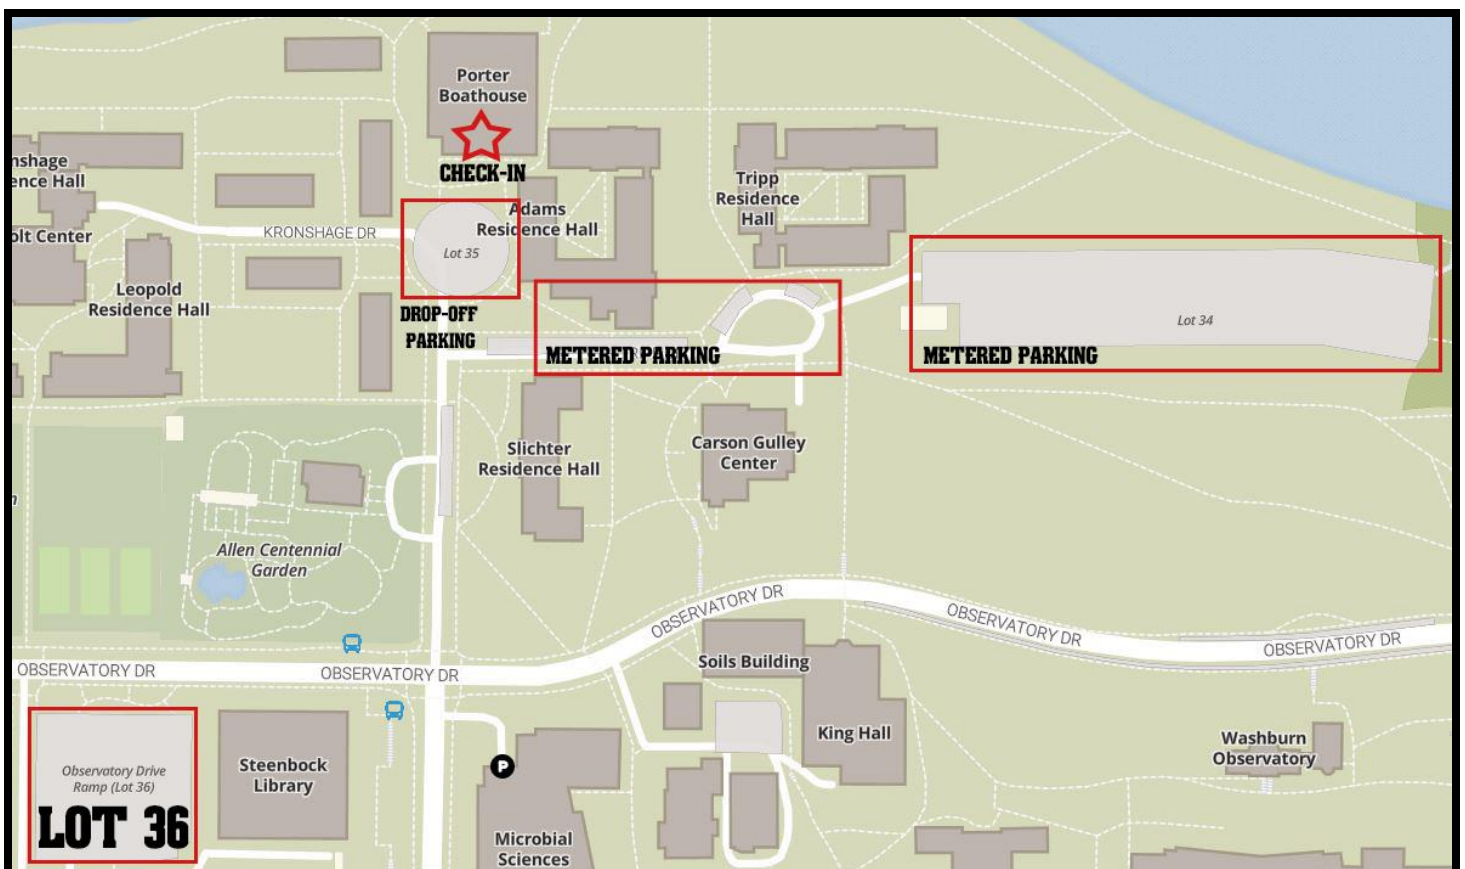 Porter
Boathouse
CHECK-IN
nshage
ence Hall
olt Center
KRONSHAGE DR
Lot 35
Adams
Residence Hall
Tripp
Residence
Hall
Leopold
Residence Hall
DROP-OFF
PARKING
METERED PARKING
Lot 34
METERED PARKING
Slichter
Residence Hall
Carson Gulley
Center
n
Allen Centennial
Garden
OBSERVATORY DR
OBSERVATORY DR
OBSERVATORY DR
OBSERVATORY DR
OBSERVATORY DR
Soils Building
King Hall
Washburn
Observatory
Observatory Drive
Ramp (Lot 36)
LOT 36
Steenbock
Library
P
Microbial
Sciences